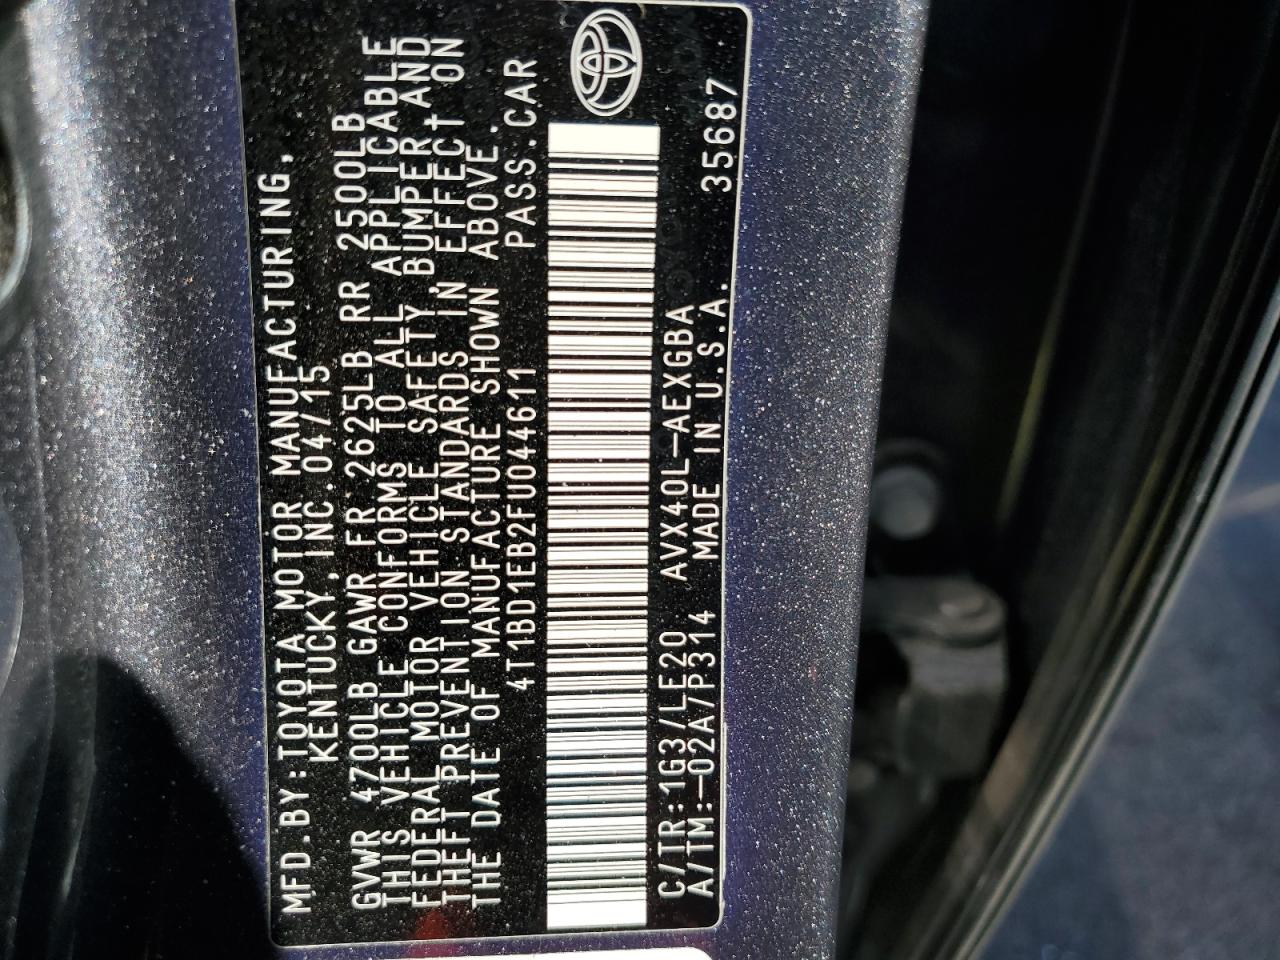 MFD.BY:TOYOTA MOTOR MANUFACTURING,
KENTUCKY, INC.04/15
GVWR 4700LB GAWR FR 2625LB RR 2500LB
THIS VEHICLE CONFORMS TO ALL APPLICABLE
FEDERAL MOTOR VEHICLE SAFETY, BUMPER, AND
THEFT PREVENTION STANDARDS IN EFFECT ON
THE DATE OF MANUFACTURE SHOWN ABOVE.
4T1BD1EB2FU044611 PASS.CAR
C/TR:1G3/LE20 AVX40L-AEXGBA
A/TM:-02A/P314 MADE IN U.S.A. 35687